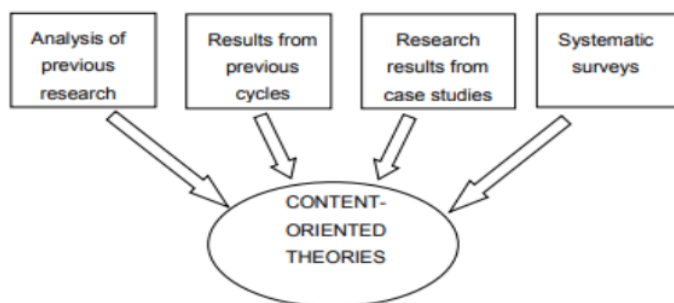 Analysis of
previous
research
Results from
previous
cycles
Research
results from
case studies
Systematic
surveys
CONTENT-
ORIENTED
THEORIES